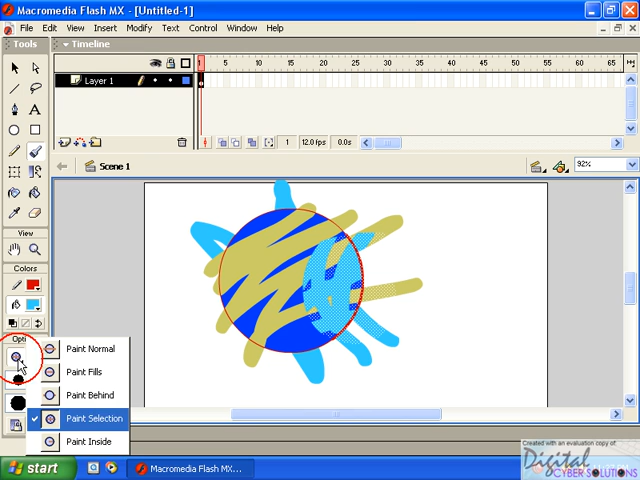 Macromedia Flash MX - [Untitled-1]
File Edit View Insert Modify Text Control Window Help
Tools
Timeline
1 5 10 15 20 25 30 35 40 45 50 55 60 65
Layer 1
1 12.0 fps 0.0s
Scene 1
92%
A
View
Colors
Opti
Paint Normal
Paint Fills
Paint Behind
Paint Selection
Paint Inside
start
Macromedia Flash MX...
Created with an evaluation copy of
Digital
CYBER SOLUTIONS